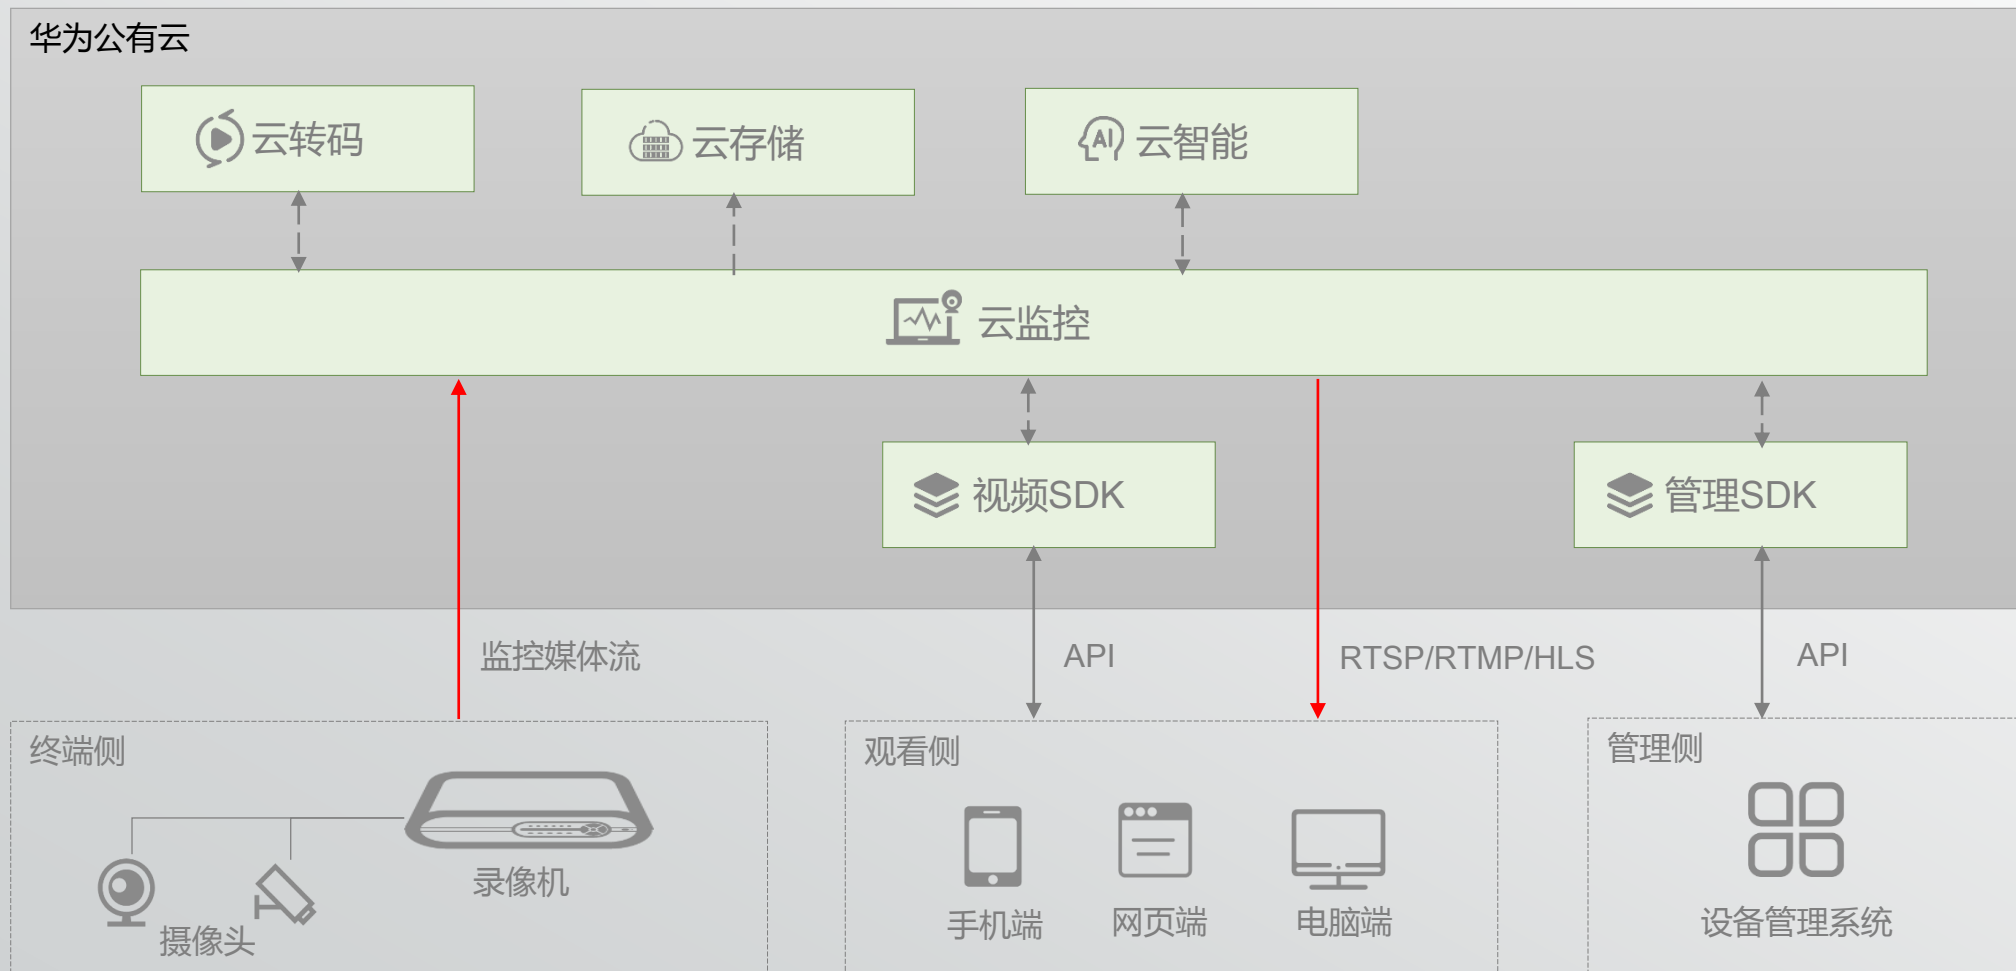 华为公有云
云转码
云存储
AI
云智能
云监控
视频SDK
管理SDK
监控媒体流
API
RTSP/RTMP/HLS
API
终端侧
观看侧
管理侧
录像机
摄像头
手机端
网页端
电脑端
设备管理系统